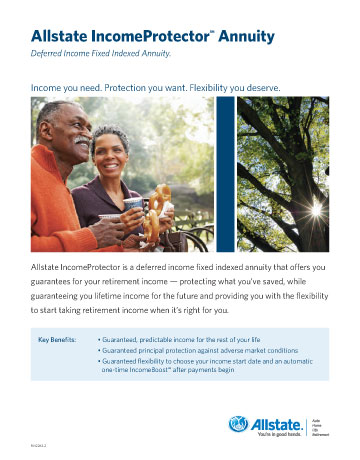 Allstate IncomeProtector℠ Annuity
Deferred Income Fixed Indexed Annuity.
Income you need. Protection you want. Flexibility you deserve.
Allstate IncomeProtector is a deferred income fixed indexed annuity that offers you
guarantees for your retirement income — protecting what you've saved, while
guaranteeing you lifetime income for the future and providing you with the flexibility
to start taking retirement income when it's right for you.
Key Benefits:
• Guaranteed, predictable income for the rest of your life
• Guaranteed principal protection against adverse market conditions
• Guaranteed flexibility to choose your income start date and an automatic
one-time IncomeBoost℠ after payments begin
Allstate.
You're in good hands.
Auto
Home
Life
Retirement